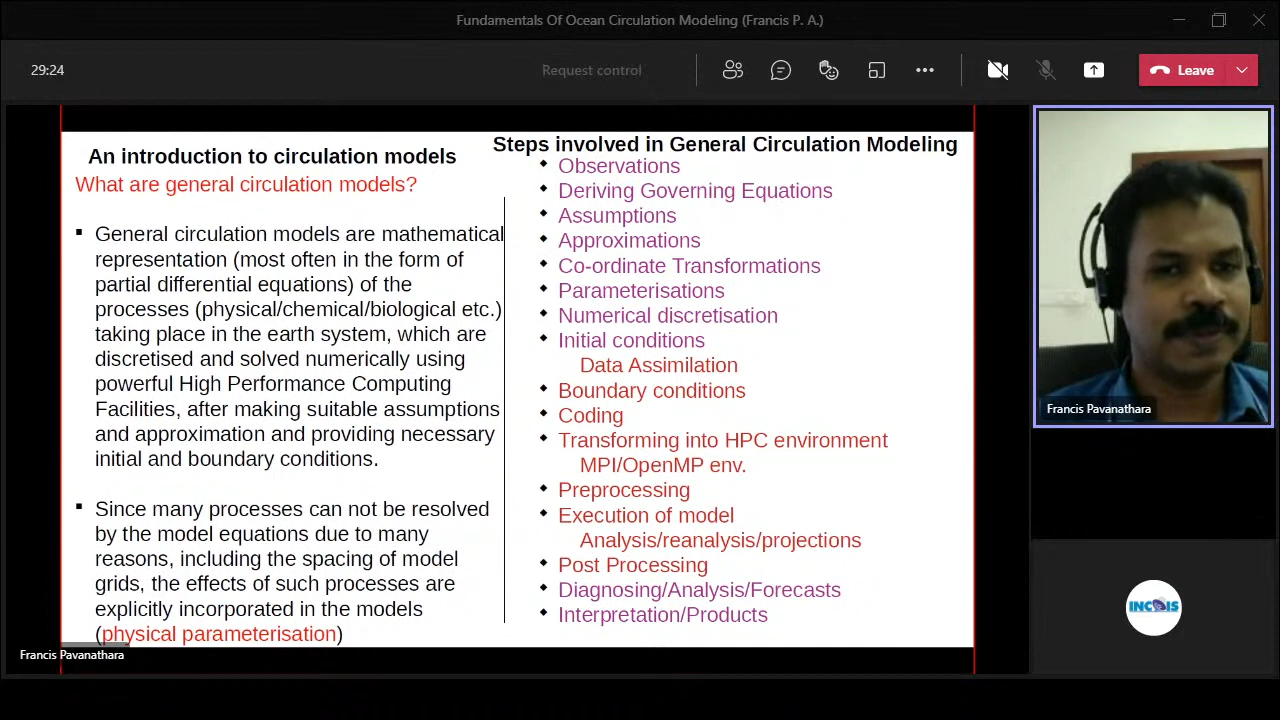 Fundamentals Of Ocean Circulation Modeling (Francis P. A.)
29:24
Request control
Leave
An introduction to circulation models
What are general circulation models?
General circulation models are mathematical
representation (most often in the form of
partial differential equations) of the
processes (physical/chemical/biological etc.)
taking place in the earth system, which are
discretised and solved numerically using
powerful High Performance Computing
Facilities, after making suitable assumptions
and approximation and providing necessary
initial and boundary conditions.
Since many processes can not be resolved
by the model equations due to many
reasons, including the spacing of model
grids, the effects of such processes are
explicitly incorporated in the models
(physical parameterisation)
Steps involved in General Circulation Modeling
Observations
Deriving Governing Equations
Assumptions
Approximations
Co-ordinate Transformations
Parameterisations
Numerical discretisation
Initial conditions
Data Assimilation
Boundary conditions
Coding
Transforming into HPC environment
MPI/OpenMP env.
Preprocessing
Execution of model
Analysis/reanalysis/projections
Post Processing
Diagnosing/Analysis/Forecasts
Interpretation/Products
Francis Pavanathara
Francis Pavanathara
INCOIS